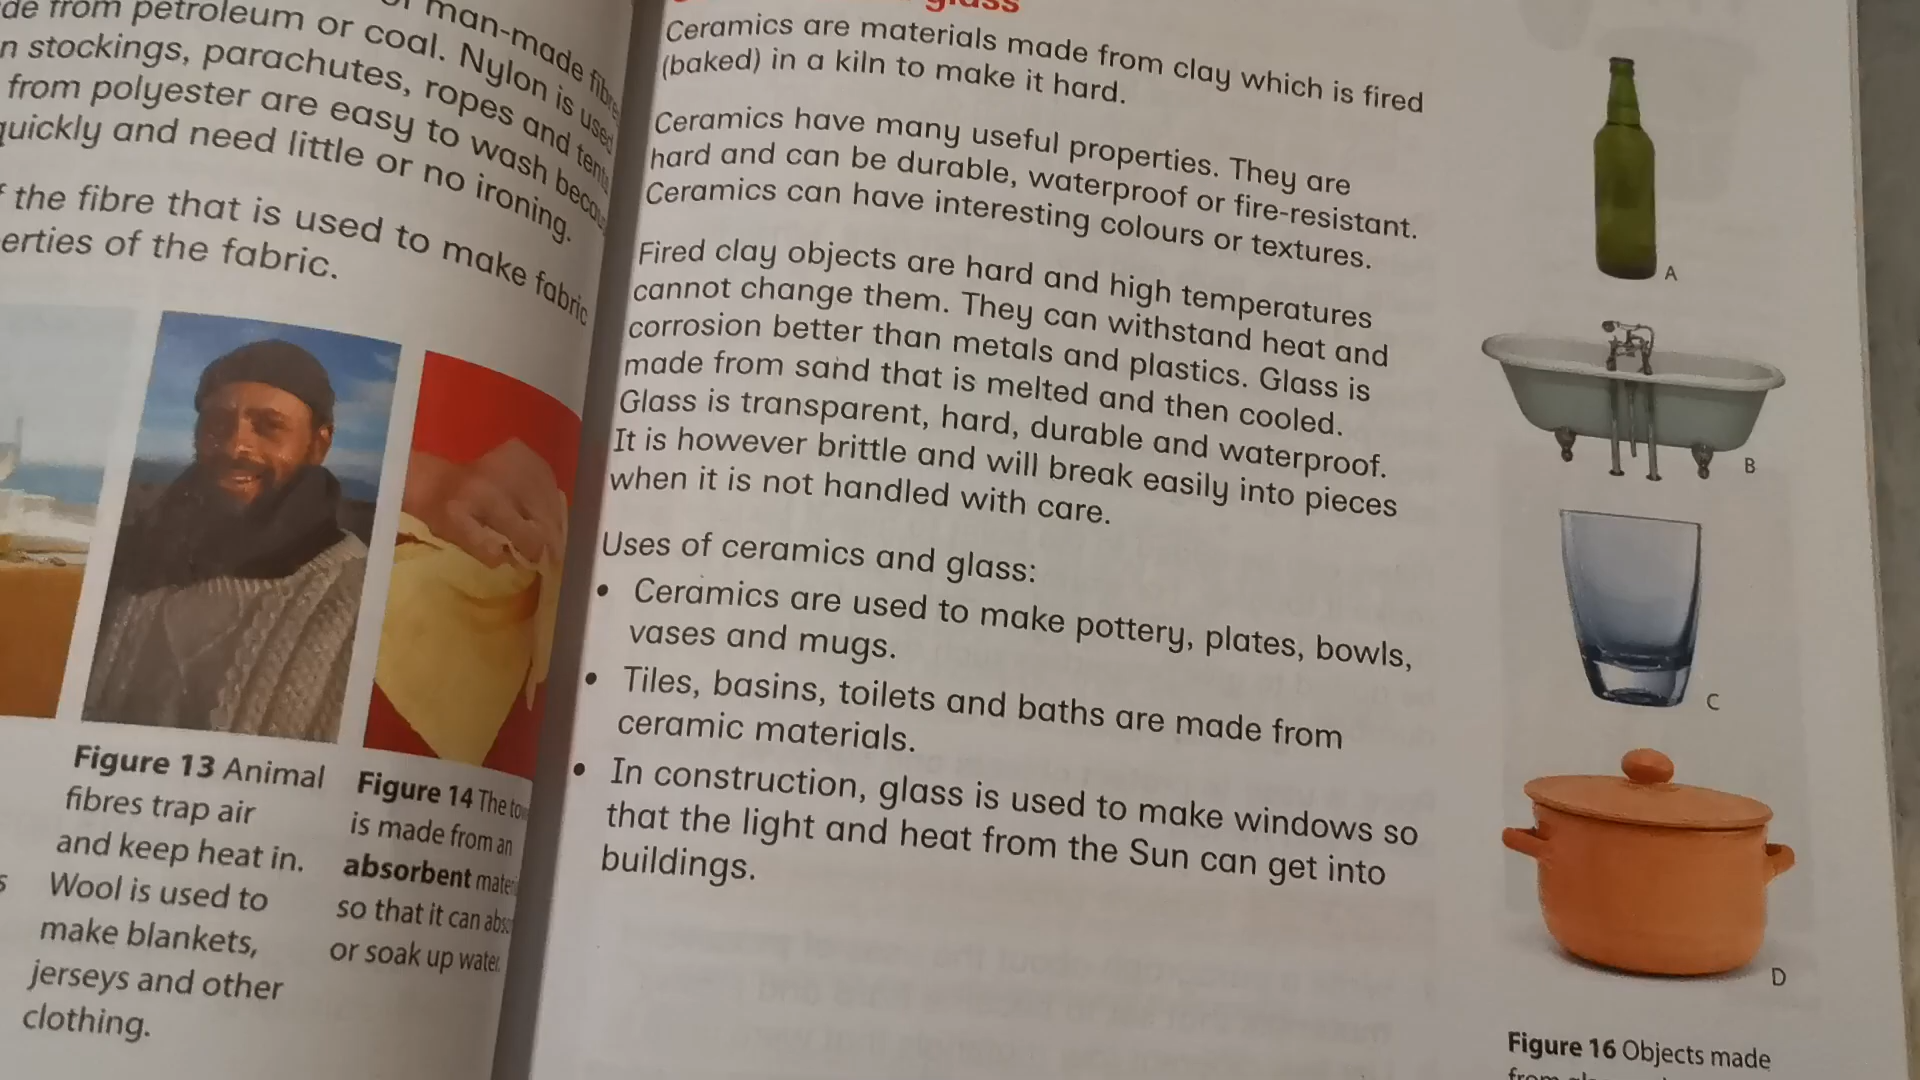 man-made fibre
de from petroleum or coal. Nylon is used
n stockings, parachutes, ropes and tents
from polyester are easy to wash because
quickly and need little or no ironing.
the fibre that is used to make fabric
erties of the fabric.
Figure 13 Animal
fibres trap air
and keep heat in.
Wool is used to
make blankets,
jerseys and other
clothing.
Figure 14 The
is made from an
absorbent
so that it can
or soak up water.
s
glass
Ceramics are materials made from clay which is fired
(baked) in a kiln to make it hard.
Ceramics have many useful properties. They are
hard and can be durable, waterproof or fire-resistant.
Ceramics can have interesting colours or textures.
Fired clay objects are hard and high temperatures
cannot change them. They can withstand heat and
corrosion better than metals and plastics. Glass is
made from sand that is melted and then cooled.
Glass is transparent, hard, durable and waterproof.
It is however brittle and will break easily into pieces
when it is not handled with care.
Uses of ceramics and glass:
• Ceramics are used to make pottery, plates, bowls,
vases and mugs.
• Tiles, basins, toilets and baths are made from
ceramic materials.
• In construction, glass is used to make windows so
that the light and heat from the Sun can get into
buildings.
A
B
C
D
Figure 16 Objects made